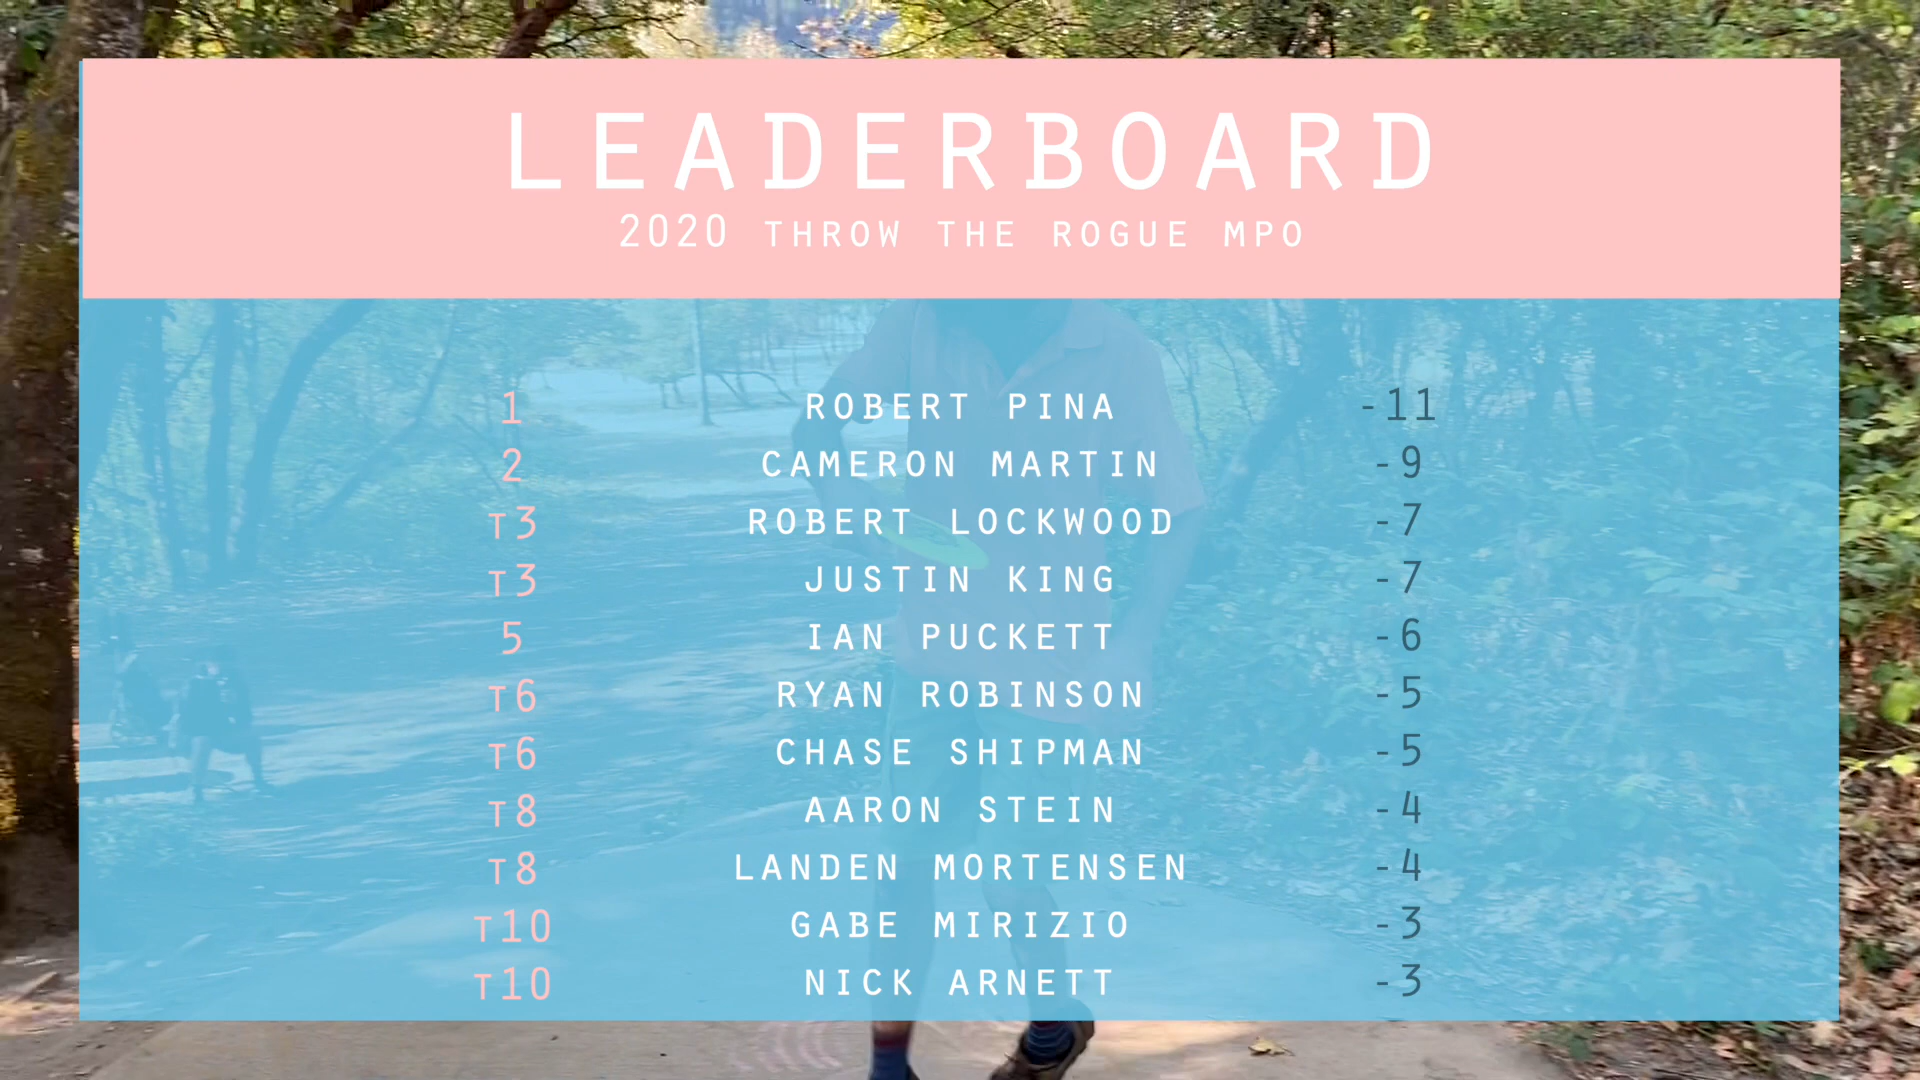 LEADERBOARD
2020 THROW THE ROGUE MPO
1 ROBERT PINA -11
2 CAMERON MARTIN -9
T3 ROBERT LOCKWOOD -7
T3 JUSTIN KING -7
5 IAN PUCKETT -6
T6 RYAN ROBINSON -5
T6 CHASE SHIPMAN -5
T8 AARON STEIN -4
T8 LANDEN MORTENSEN -4
T10 GABE MIRIZIO -3
T10 NICK ARNETT -3